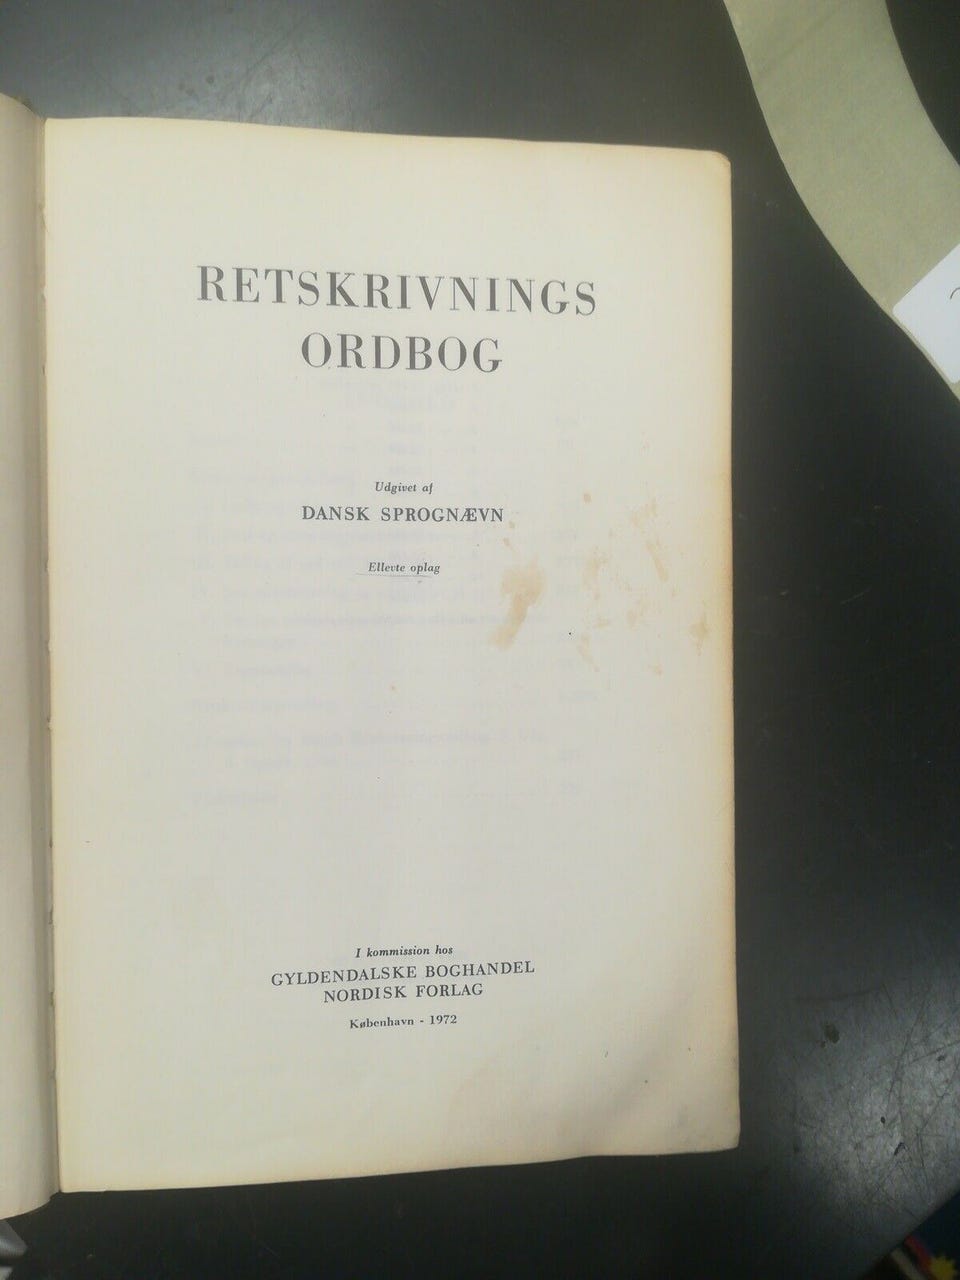 RETSKRIVNINGS
ORDBOG
Udgivet af
DANSK SPROGNÆVN
Ellevte oplag
I kommission hos
GYLDENDALSKE BOGHANDEL
NORDISK FORLAG
København - 1972